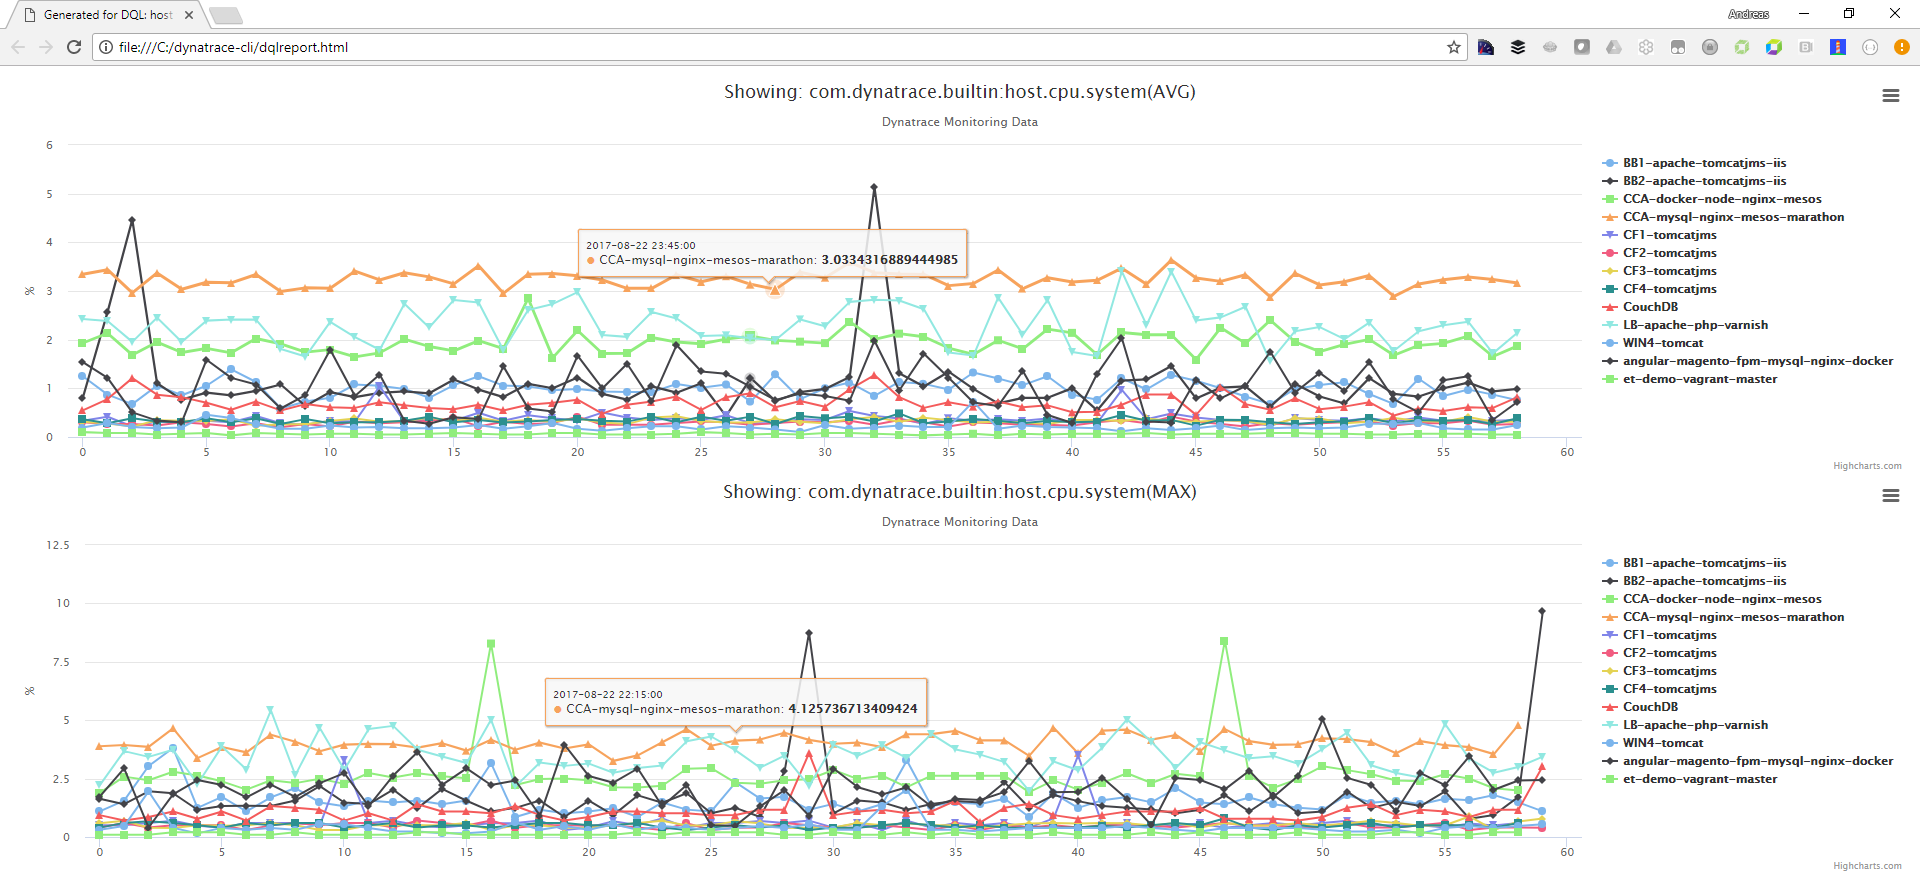 Generated for DQL: host
Andreas
file:///C:/dynatrace-cli/dqlreport.html
Showing: com.dynatrace.builtin:host.cpu.system(AVG)
Dynatrace Monitoring Data
6
5
4
3
2
1
0
%
2017-08-22 23:45:00
CCA-mysql-nginx-mesos-marathon: 3.0334316889444985
0 5 10 15 20 25 30 35 40 45 50 55 60
BB1-apache-tomcatjms-iis
BB2-apache-tomcatjms-iis
CCA-docker-node-nginx-mesos
CCA-mysql-nginx-mesos-marathon
CF1-tomcatjms
CF2-tomcatjms
CF3-tomcatjms
CF4-tomcatjms
CouchDB
LB-apache-php-varnish
WIN4-tomcat
angular-magento-fpm-mysql-nginx-docker
et-demo-vagrant-master
Highcharts.com
Showing: com.dynatrace.builtin:host.cpu.system(MAX)
Dynatrace Monitoring Data
12.5
10
7.5
5
2.5
0
%
2017-08-22 22:15:00
CCA-mysql-nginx-mesos-marathon: 4.125736713409424
0 5 10 15 20 25 30 35 40 45 50 55 60
BB1-apache-tomcatjms-iis
BB2-apache-tomcatjms-iis
CCA-docker-node-nginx-mesos
CCA-mysql-nginx-mesos-marathon
CF1-tomcatjms
CF2-tomcatjms
CF3-tomcatjms
CF4-tomcatjms
CouchDB
LB-apache-php-varnish
WIN4-tomcat
angular-magento-fpm-mysql-nginx-docker
et-demo-vagrant-master
Highcharts.com